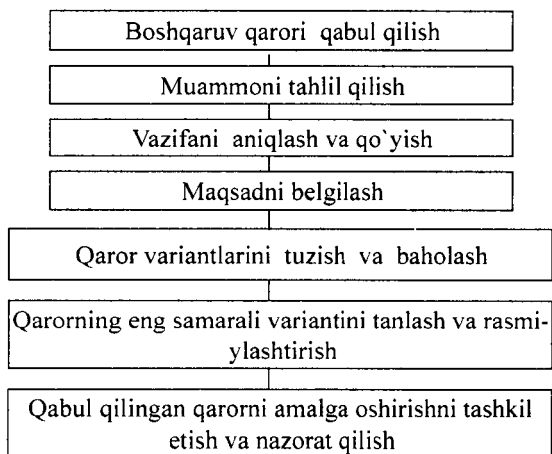 Boshqaruv qarori qabul qilish
Muammoni tahlil qilish
Vazifani aniqlash va qo`yish
Maqsadni belgilash
Qaror variantlarini tuzish va baholash
Qarorning eng samarali variantini tanlash va rasmi-
ylashtirish
Qabul qilingan qarorni amalga oshirishni tashkil
etish va nazorat qilish